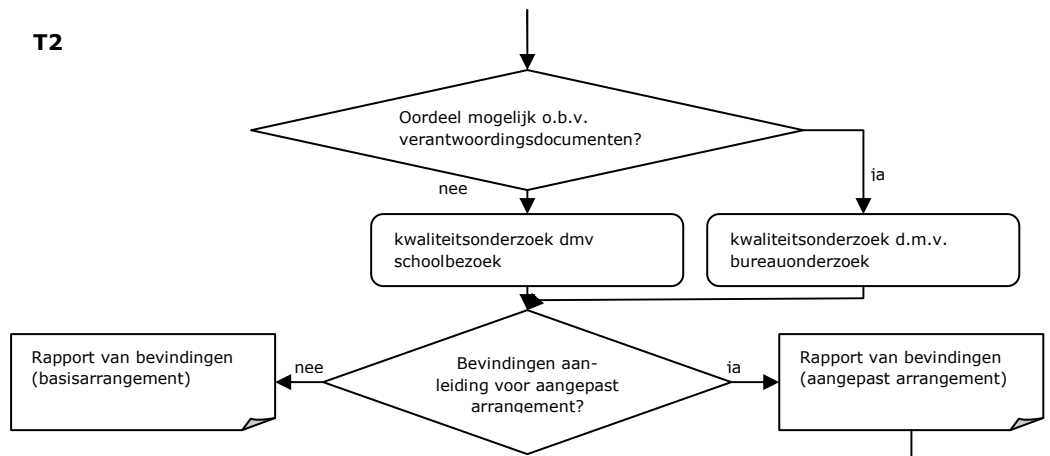 T2
Oordeel mogelijk o.b.v.
verantwoordingsdocumenten?
nee
ja
kwaliteitsonderzoek dmv
schoolbezoek
kwaliteitsonderzoek d.m.v.
bureauonderzoek
Rapport van bevindingen
(basisarrangement)
nee
Bevindingen aan-
leiding voor aangepast
arrangement?
ja
Rapport van bevindingen
(aangepast arrangement)